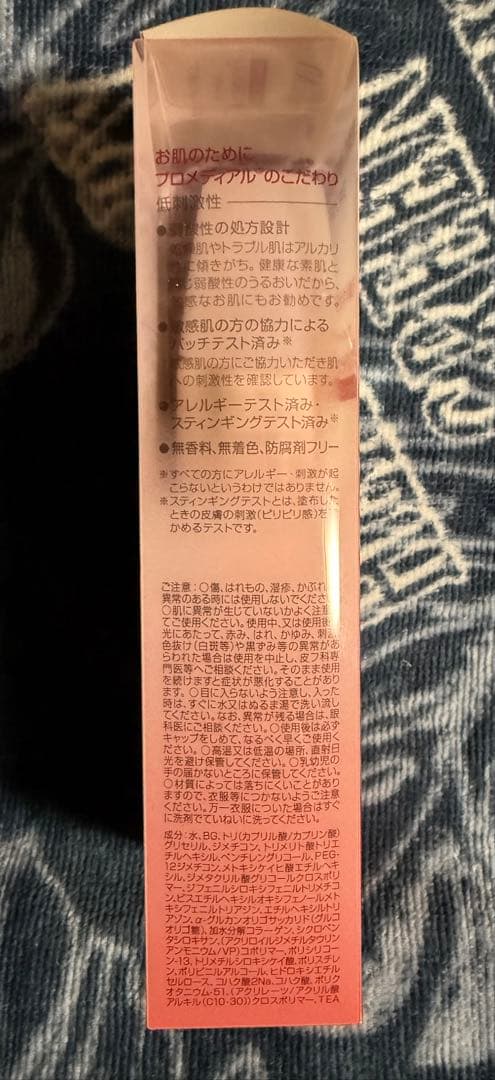 お肌のために
プロメディアル™のこだわり
低刺激性
●弱酸性の処方設計
乾燥肌やトラブル肌はアルカリ
性に傾きがち。健康な素肌と
同じ弱酸性のうるおいだから、
敏感なお肌にもお勧めです。
●敏感肌の方の協力による
パッチテスト済み※
敏感肌の方にご協力いただき肌
への刺激性を確認しています。
●アレルギーテスト済み・
スティンギングテスト済み※
●無香料、無着色、防腐剤フリー
※すべての方にアレルギー・刺激が起
こらないというわけではありません。
※スティンギングテストとは、塗布した
ときの皮膚の刺激(ピリピリ感)を
かめるテストです。
ご注意：○傷、はれもの、湿疹、かぶれ
異常のある時には使用しないでください。
○肌に異常が生じていないかよく注意し
てご使用ください。使用中、又は使用後
光にあたって、赤み、はれ、かゆみ、刺激、
色抜け(白斑等)や黒ずみ等の異常が
あらわれた場合は使用を中止し、皮フ科専
門医等へご相談ください。そのまま使用
を続けますと症状が悪化することがあり
ます。○目に入らないよう注意し、入った
時は、すぐに水又はぬるま湯で洗い流し
てください。なお、異常が残る場合は、眼
科医にご相談ください。○使用後は必ず
キャップをしめて、なるべく早くご使用く
ださい。○高温又は低温の場所、直射日
光を避け保管してください。○乳幼児の
手の届かないところに保管してください。
○材質によっては落ちにくいことがあり
ますので、衣服等につかないようご注意
ください。万一衣服についた場合はすぐ
に洗剤でていねいに洗ってください。
成分：水、BG、トリ(カプリル酸/カプリン酸)
グリセリル、ジメチコン、トリメリト酸トリエ
チルヘキシル、ペンチレングリコール、PEG-
12ジメチコン、メトキシケイヒ酸エチルヘキ
シル、ジメタクリル酸グリコールクロスポリ
マー、ジフェニルシロキシフェニルトリメチコ
ン、ビスエチルヘキシルオキシフェノールメト
キシフェニルトリアジン、エチルヘキシルトリ
アゾン、α-グルカンオリゴサッカリド(グルコ
オリゴ糖)、加水分解コラーゲン、シクロペン
タシロキサン、(アクリロイルジメチルタウリン
アンモニウム/VP)コポリマー、ポリシリコー
ン-13、トリメチルシロキシケイ酸、ポリスチレ
ン、ポリビニルアルコール、ヒドロキシエチル
セルロース、コハク酸2Na、コハク酸、ポリク
オタニウム-51、(アクリレーツ/アクリル酸
アルキル(C10-30))クロスポリマー、TEA